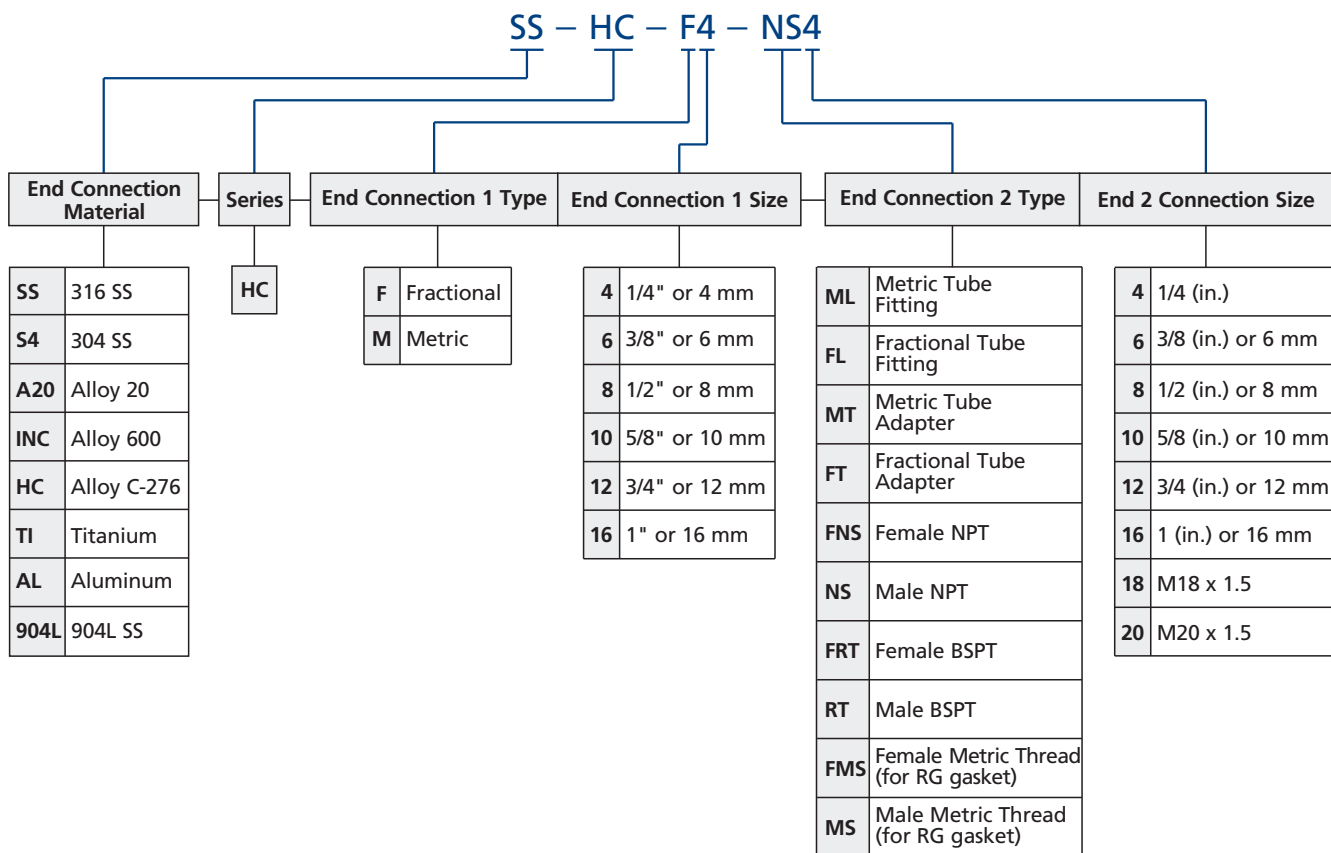 SS – HC – F4 – NS4
End Connection
Material
Series
End Connection 1 Type
End Connection 1 Size
End Connection 2 Type
End 2 Connection Size
SS 316 SS
S4 304 SS
A20 Alloy 20
INC Alloy 600
HC Alloy C-276
TI Titanium
AL Aluminum
904L 904L SS
HC
F Fractional
M Metric
4 1/4" or 4 mm
6 3/8" or 6 mm
8 1/2" or 8 mm
10 5/8" or 10 mm
12 3/4" or 12 mm
16 1" or 16 mm
ML Metric Tube
Fitting
FL Fractional Tube
Fitting
MT Metric Tube
Adapter
FT Fractional Tube
Adapter
FNS Female NPT
NS Male NPT
FRT Female BSPT
RT Male BSPT
FMS Female Metric Thread
(for RG gasket)
MS Male Metric Thread
(for RG gasket)
4 1/4 (in.)
6 3/8 (in.) or 6 mm
8 1/2 (in.) or 8 mm
10 5/8 (in.) or 10 mm
12 3/4 (in.) or 12 mm
16 1 (in.) or 16 mm
18 M18 x 1.5
20 M20 x 1.5